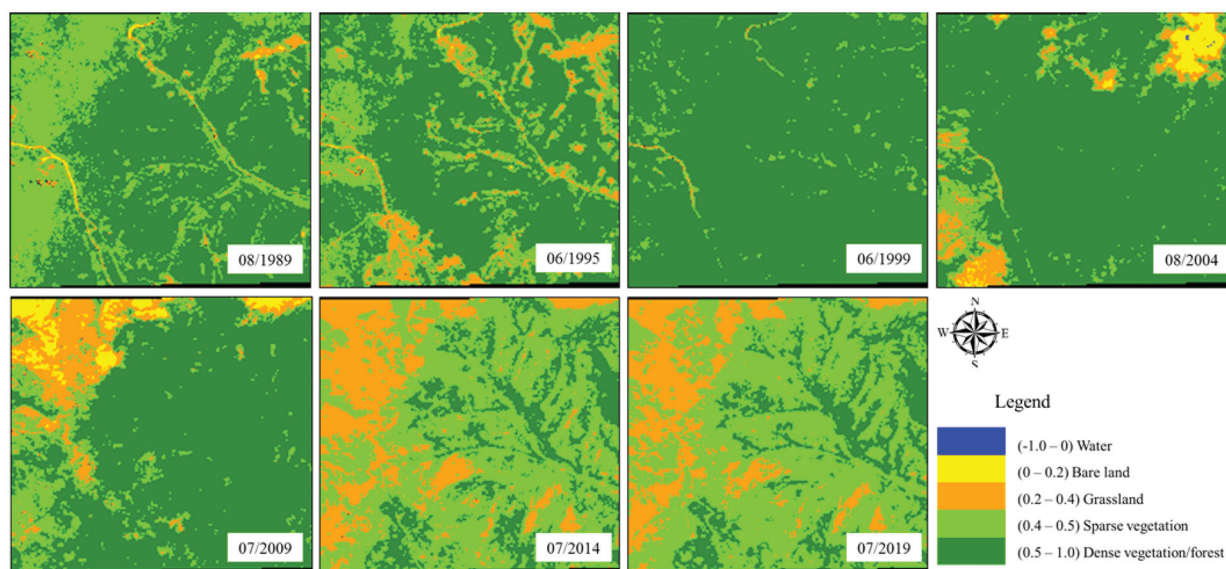 08/1989
06/1995
06/1999
08/2004
07/2009
07/2014
07/2019
N
W E
S
Legend
(-1.0 – 0) Water
(0 – 0.2) Bare land
(0.2 – 0.4) Grassland
(0.4 – 0.5) Sparse vegetation
(0.5 – 1.0) Dense vegetation/forest